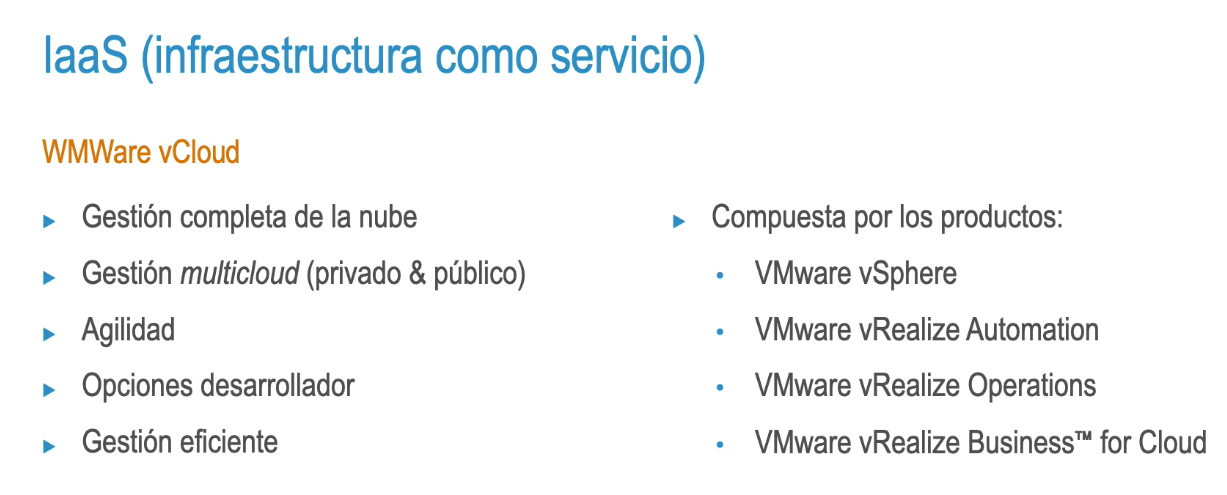 IaaS (infraestructura como servicio)
WMWare vCloud
Gestión completa de la nube
Gestión multicloud (privado & público)
Agilidad
Opciones desarrollador
Gestión eficiente
Compuesta por los productos:
VMware vSphere
VMware vRealize Automation
VMware vRealize Operations
VMware vRealize Business™ for Cloud